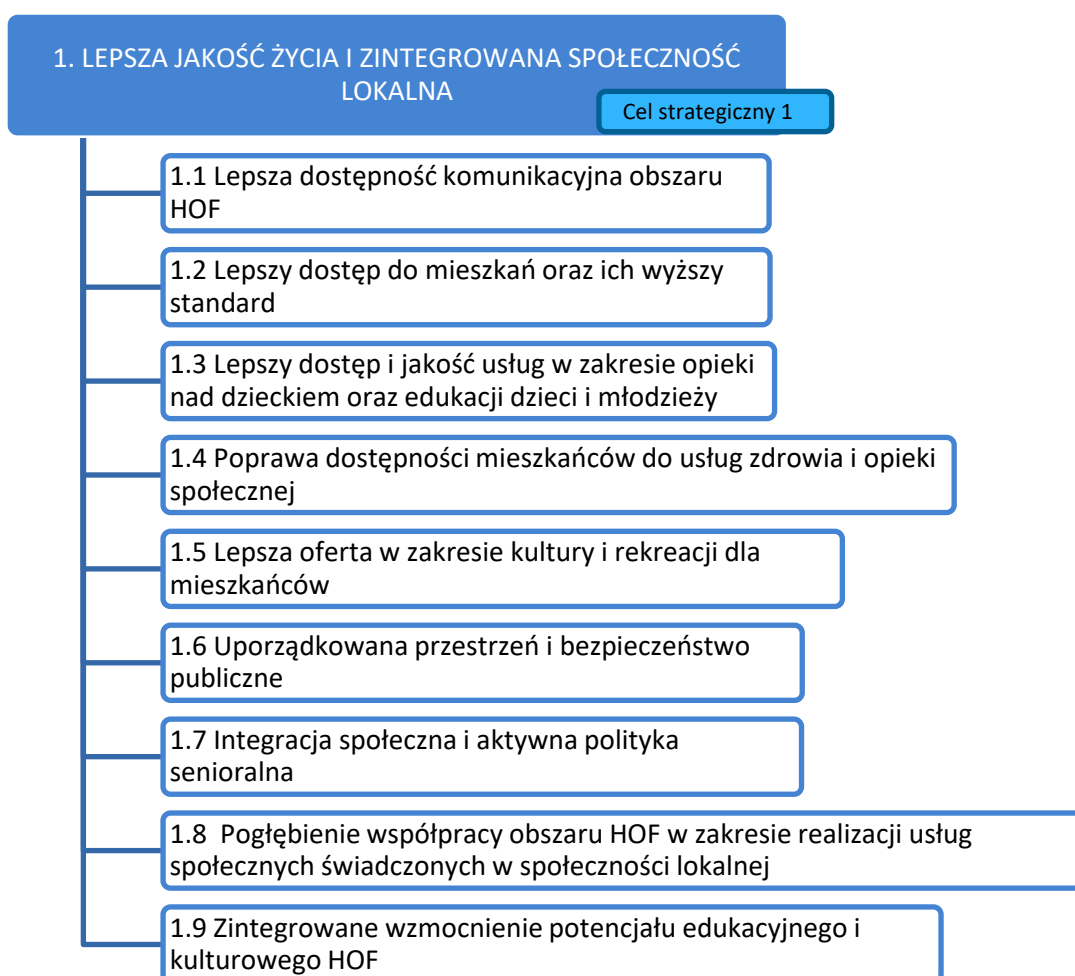 1. LEPSZA JAKOŚĆ ŻYCIA I ZINTEGROWANA SPOŁECZNOŚĆ
LOKALNA
Cel strategiczny 1
1.1 Lepsza dostępność komunikacyjna obszaru
HOF
1.2 Lepszy dostęp do mieszkań oraz ich wyższy
standard
1.3 Lepszy dostęp i jakość usług w zakresie opieki
nad dzieckiem oraz edukacji dzieci i młodzieży
1.4 Poprawa dostępności mieszkańców do usług zdrowia i opieki
społecznej
1.5 Lepsza oferta w zakresie kultury i rekreacji dla
mieszkańców
1.6 Uporządkowana przestrzeń i bezpieczeństwo
publiczne
1.7 Integracja społeczna i aktywna polityka
senioralna
1.8 Pogłębienie współpracy obszaru HOF w zakresie realizacji usług
społecznych świadczonych w społeczności lokalnej
1.9 Zintegrowane wzmocnienie potencjału edukacyjnego i
kulturowego HOF